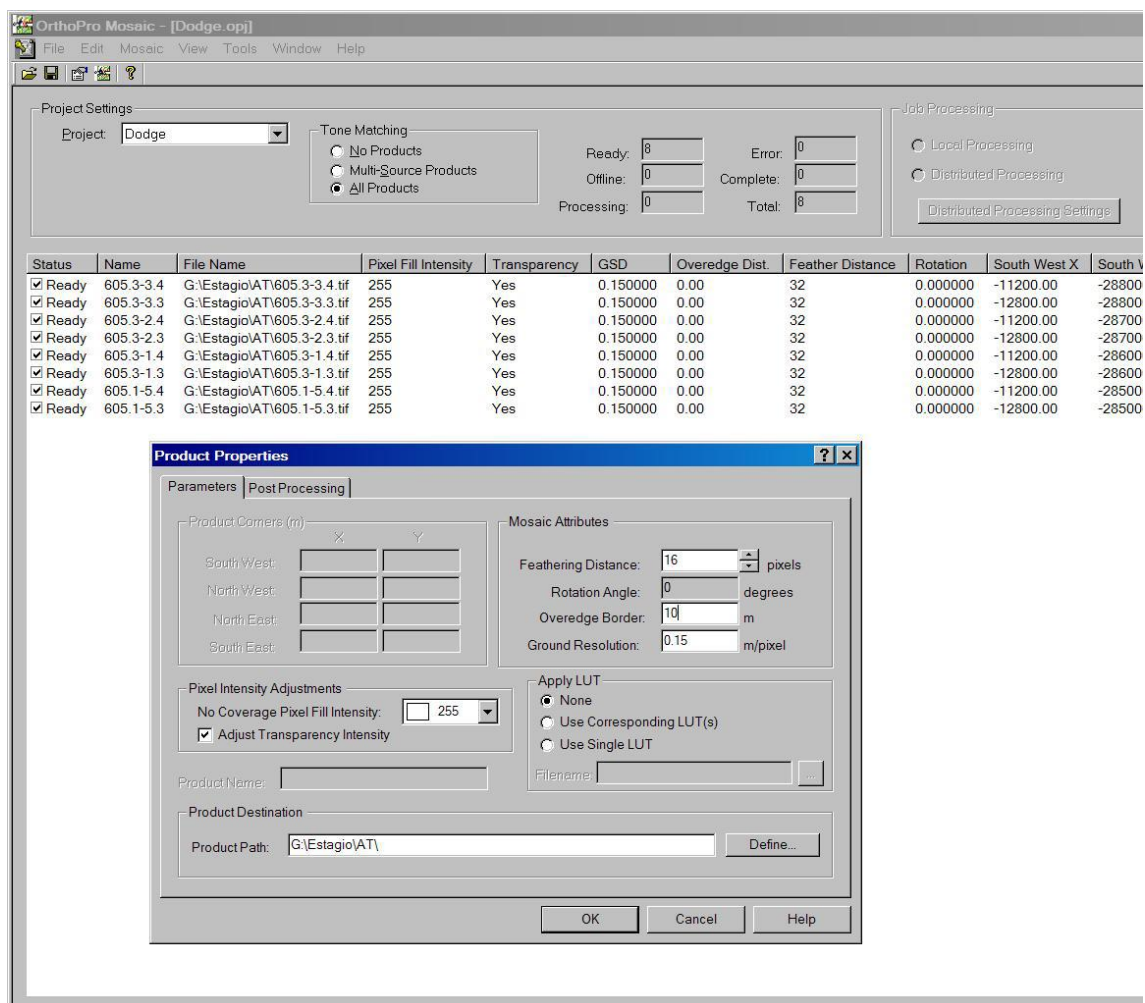 OrthoPro Mosaic - [Dodge.opj]
File Edit Mosaic View Tools Window Help
Project Settings
Project: Dodge
Tone Matching
No Products
Multi-Source Products
All Products
Ready: 8 Error: 0
Offline: 0 Complete: 0
Processing: 0 Total: 8
Job Processing
Local Processing
Distributed Processing
Distributed Processing Settings
Status Name File Name Pixel Fill Intensity Transparency GSD Overedge Dist. Feather Distance Rotation South West X South W
Ready 605.3-3.4 G:\Estagio\AT\605.3-3.4.tif 255 Yes 0.150000 0.00 32 0.000000 -11200.00 -28800
Ready 605.3-3.3 G:\Estagio\AT\605.3-3.3.tif 255 Yes 0.150000 0.00 32 0.000000 -12800.00 -28800
Ready 605.3-2.4 G:\Estagio\AT\605.3-2.4.tif 255 Yes 0.150000 0.00 32 0.000000 -11200.00 -28700
Ready 605.3-2.3 G:\Estagio\AT\605.3-2.3.tif 255 Yes 0.150000 0.00 32 0.000000 -12800.00 -28700
Ready 605.3-1.4 G:\Estagio\AT\605.3-1.4.tif 255 Yes 0.150000 0.00 32 0.000000 -11200.00 -28600
Ready 605.3-1.3 G:\Estagio\AT\605.3-1.3.tif 255 Yes 0.150000 0.00 32 0.000000 -12800.00 -28600
Ready 605.1-5.4 G:\Estagio\AT\605.1-5.4.tif 255 Yes 0.150000 0.00 32 0.000000 -11200.00 -28500
Ready 605.1-5.3 G:\Estagio\AT\605.1-5.3.tif 255 Yes 0.150000 0.00 32 0.000000 -12800.00 -28500
Product Properties
Parameters Post Processing
Product Corners (m)
X Y
South West:
North West:
North East:
South East:
Mosaic Attributes
Feathering Distance: 16 pixels
Rotation Angle: 0 degrees
Overedge Border: 10 m
Ground Resolution: 0.15 m/pixel
Pixel Intensity Adjustments
No Coverage Pixel Fill Intensity: 255
Adjust Transparency Intensity
Apply LUT
None
Use Corresponding LUT(s)
Use Single LUT
Filename: ...
Product Name:
Product Destination
Product Path: G:\Estagio\AT\ Define...
OK Cancel Help